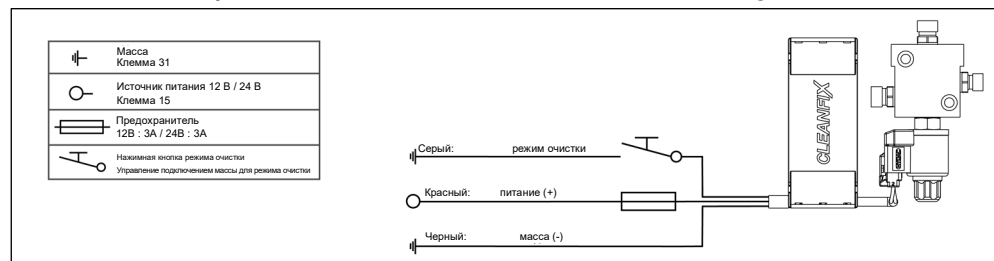 Масса
Клемма 31
Источник питания 12 В / 24 В
Клемма 15
Предохранитель
12В : 3А / 24В : 3А
Нажимная кнопка режима очистки
Управление подключением массы для режима очистки
Серый: режим очистки
Красный: питание (+)
Черный: масса (-)
CLEANFIX